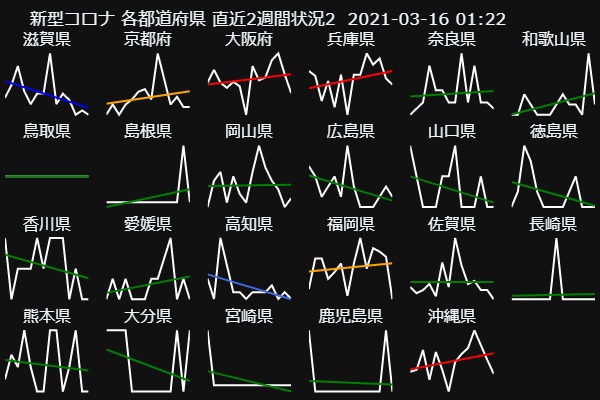 新型コロナ 各都道府県 直近2週間状況2 2021-03-16 01:22
滋賀県 京都府 大阪府 兵庫県 奈良県 和歌山県
鳥取県 島根県 岡山県 広島県 山口県 徳島県
香川県 愛媛県 高知県 福岡県 佐賀県 長崎県
熊本県 大分県 宮崎県 鹿児島県 沖縄県